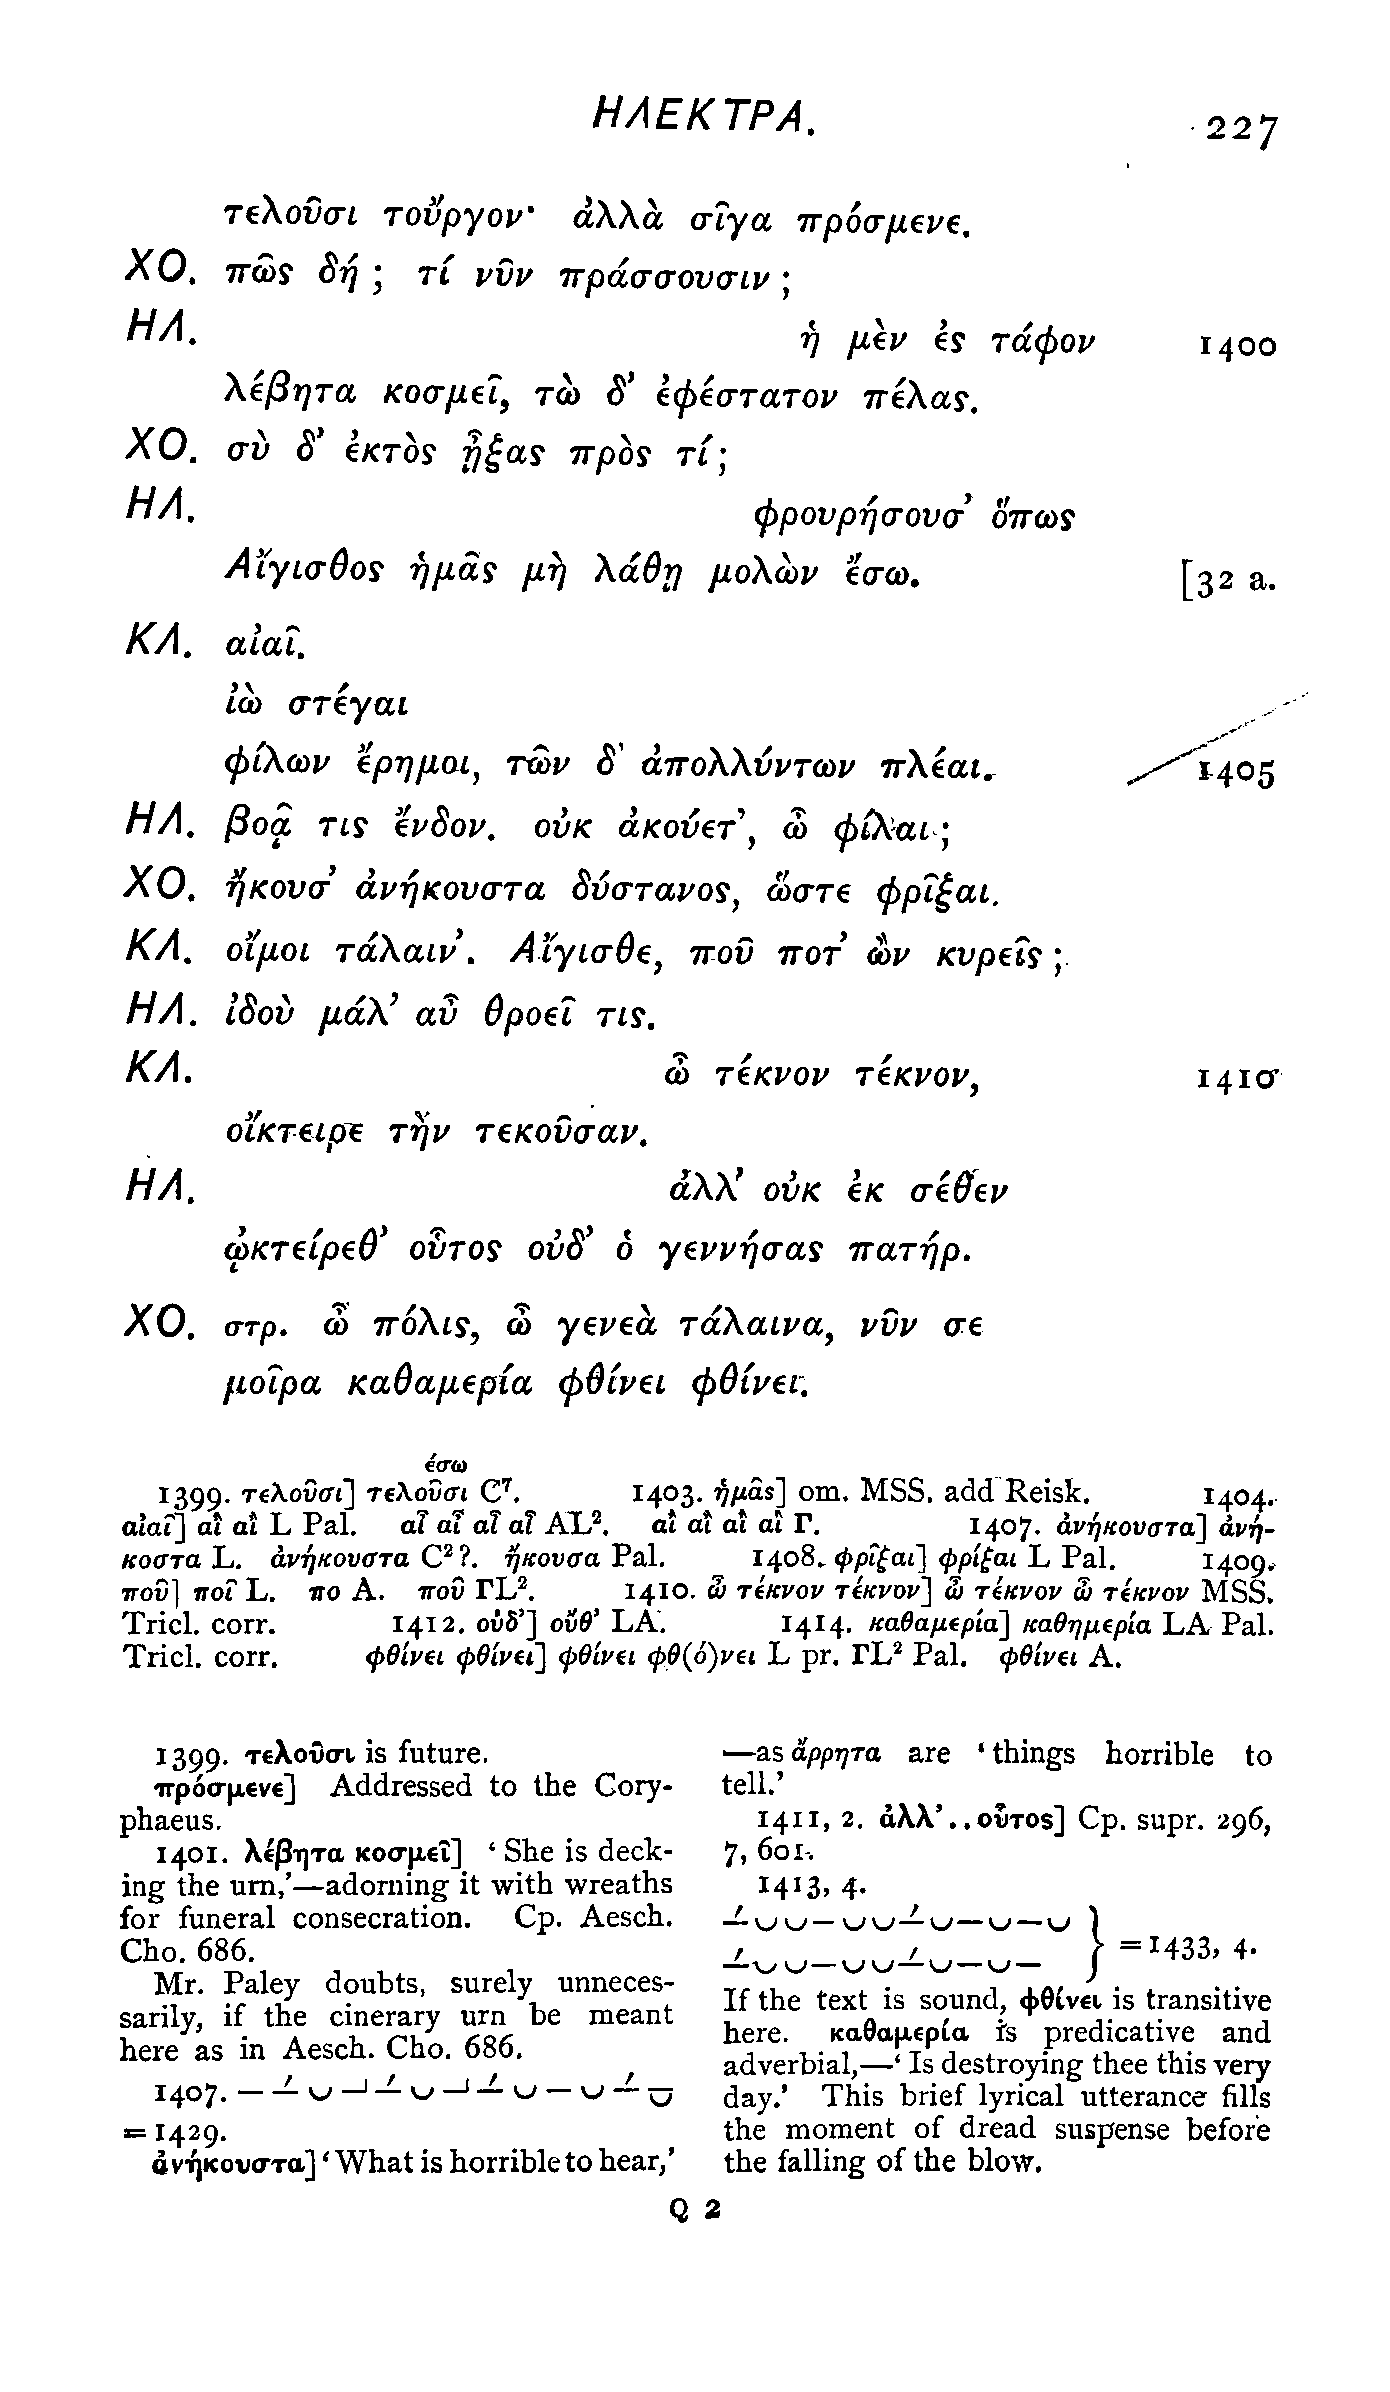 ΗΛΕΚΤΡΑ. 227
τελοῦσι τοὔργον· ἀλλὰ σῖγα πρόσμενε.
ΧΟ. πῶς δή ; τί νῦν πράσσουσιν ;
ΗΛ. ἡ μὲν ἐς τάφον 1400
λέβητα κοσμεῖ, τὼ δ' ἐφέστατον πέλας.
ΧΟ. σὺ δ' ἐκτὸς ᾖξας πρὸς τί ;
ΗΛ. φρουρήσουσ' ὅπως
Αἴγισθος ἡμᾶς μὴ λάθῃ μολὼν ἔσω. [32 a.
ΚΛ. αἰαῖ.
ἰὼ στέγαι
φίλων ἔρημοι, τῶν δ' ἀπολλύντων πλέαι. 1405
ΗΛ. βοᾷ τις ἔνδον. οὐκ ἀκούετ', ὦ φίλαι ;
ΧΟ. ἤκουσ' ἀνήκουστα δύστανος, ὥστε φρῖξαι.
ΚΛ. οἴμοι τάλαιν'. Αἴγισθε, ποῦ ποτ' ὢν κυρεῖς ;
ΗΛ. ἰδοὺ μάλ' αὖ θροεῖ τις.
ΚΛ. ὦ τέκνον τέκνον, 1410
οἴκτειρε τὴν τεκοῦσαν.
ΗΛ. ἀλλ' οὐκ ἐκ σέθεν
ᾠκτείρεθ' οὗτος οὐδ' ὁ γεννήσας πατήρ.
ΧΟ. στρ. ὦ πόλις, ὦ γενεὰ τάλαινα, νῦν σε
μοῖρα καθαμερία φθίνει φθίνει.
έσω
1399. τελοῦσι] τελοῦσι C⁷. 1403. ἡμᾶς] om. MSS. add Reisk. 1404.
αἰαῖ] αἲ αἲ L Pal. αἶ αἶ αἶ αἶ AL². αἲ αἲ αἲ αἲ Γ. 1407. ἀνήκουστα] ἀνή-
κοστα L. ἀνήκουστα C² ?. ἤκουσα Pal. 1408. φρῖξαι] φρίξαι L Pal. 1409.
ποῦ] ποῖ L. πο A. ποῦ ΓL². 1410. ὦ τέκνον τέκνον] ὦ τέκνον ὦ τέκνον MSS.
Tricl. corr. 1412. οὐδ'] οὔθ' LA. 1414. καθαμερία] καθημερία LA Pal.
Tricl. corr. φθίνει φθίνει] φθίνει φθ(ό)νει L pr. ΓL² Pal. φθίνει A.
1399. τελοῦσι is future.
πρόσμενε] Addressed to the Cory-
phaeus.
1401. λέβητα κοσμεῖ] ‘ She is deck-
ing the urn,’—adorning it with wreaths
for funeral consecration. Cp. Aesch.
Cho. 686.
Mr. Paley doubts, surely unneces-
sarily, if the cinerary urn be meant
here as in Aesch. Cho. 686.
1407. — –́ ⏑ –⅃ –́ ⏑ –⅃ –́ ⏑ – ⏑ –́ ⏓
= 1429.
ἀνήκουστα] ‘ What is horrible to hear,’
—as ἄρρητα are ‘ things horrible to
tell.’
1411, 2. ἀλλ' . . οὗτος] Cp. supr. 296,
7, 601.
1413, 4.
–́ ⏑ ⏑ – ⏑ ⏑ –́ ⏑ – ⏑ – ⏑ }
–́ ⏑ ⏑ – ⏑ ⏑ –́ ⏑ – ⏑ – } = 1433, 4.
If the text is sound, φθίνει is transitive
here. καθαμερία is predicative and
adverbial,—‘ Is destroying thee this very
day.’ This brief lyrical utterance fills
the moment of dread suspense before
the falling of the blow.
Q 2